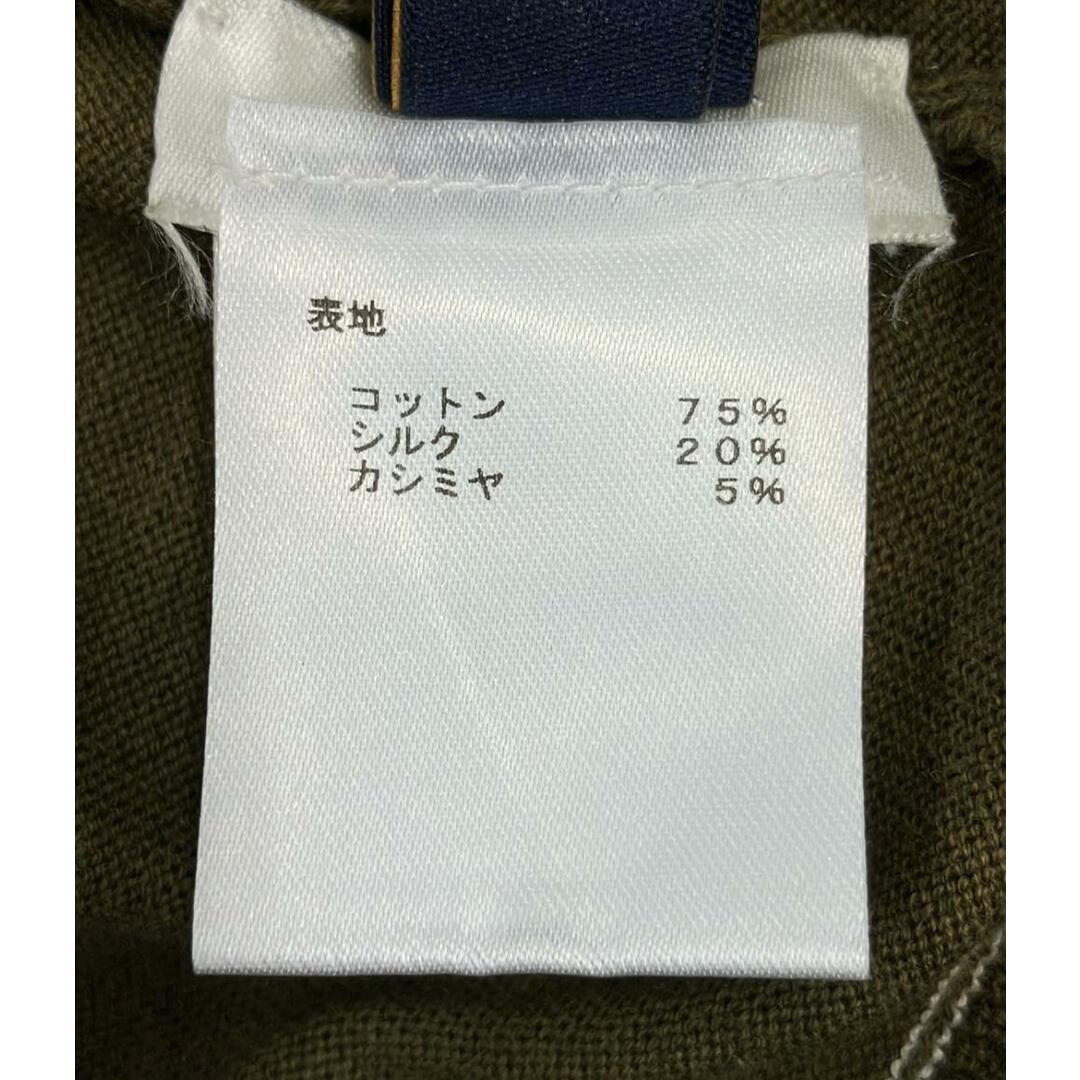 表地
コットン 75%
シルク 20%
カシミヤ 5%